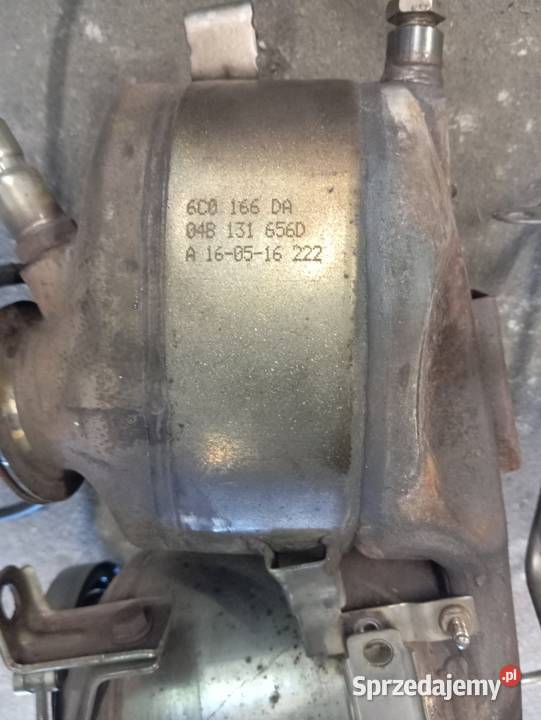 6C0 166 DA
04B 131 656D
A 16-05-16 222
Sprzedajemy.pl